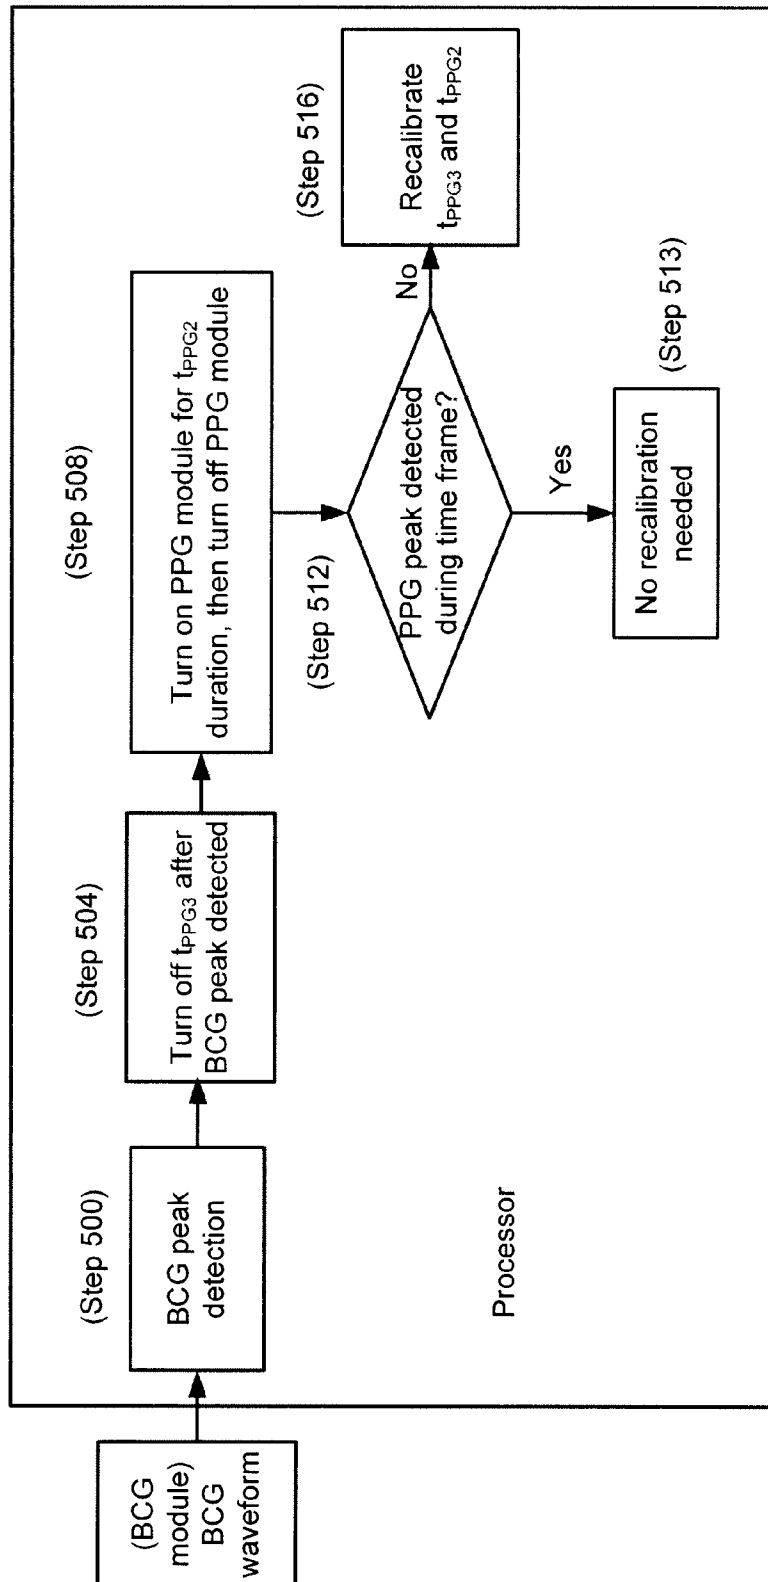 (BCG
module)
BCG
waveform
(Step 500)
BCG peak
detection
(Step 504)
Turn off tPPG3 after
BCG peak detected
(Step 508)
Turn on PPG module for tPPG2
duration, then turn off PPG module
(Step 512)
PPG peak detected
during time frame?
No
(Step 516)
Recalibrate
tPPG3 and tPPG2
Yes
(Step 513)
No recalibration
needed
Processor